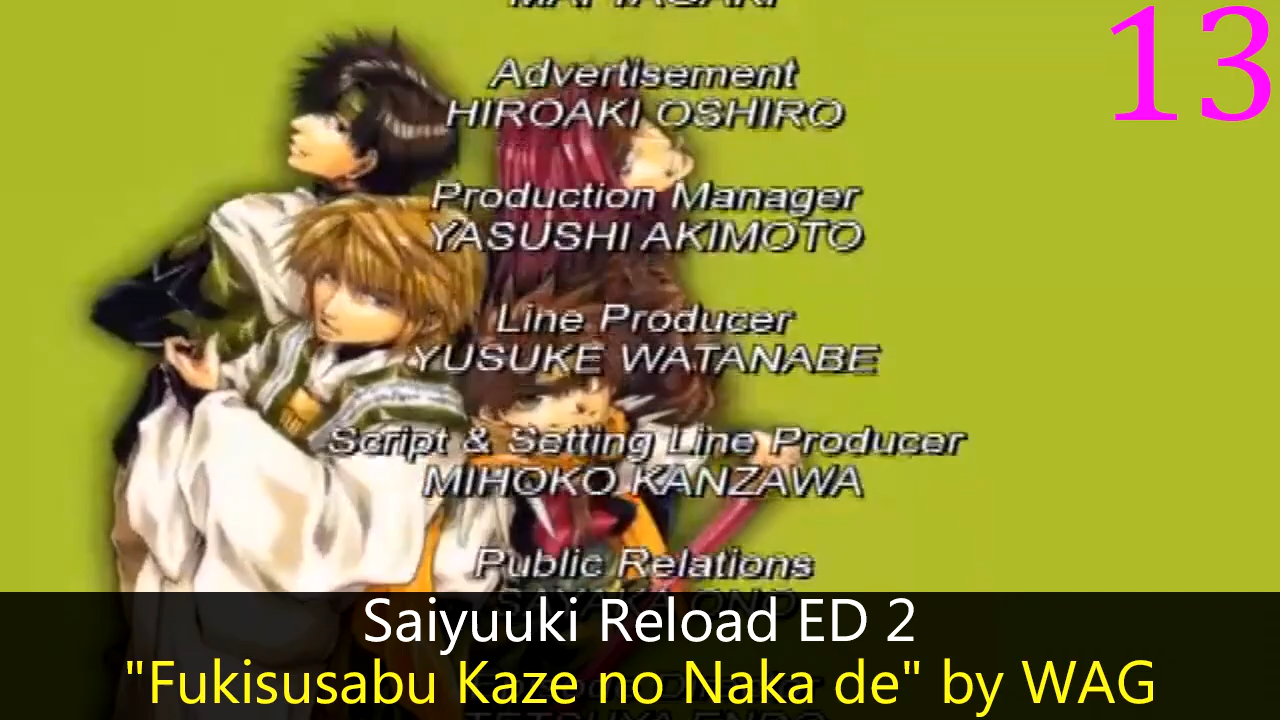 13
Advertisement
HIROAKI OSHIRO
Production Manager
YASUSHI AKIMOTO
Line Producer
YUSUKE WATANABE
Script & Setting Line Producer
MIHOKO KANZAWA
Public Relations
Saiyuuki Reload ED 2
"Fukisusabu Kaze no Naka de" by WAG